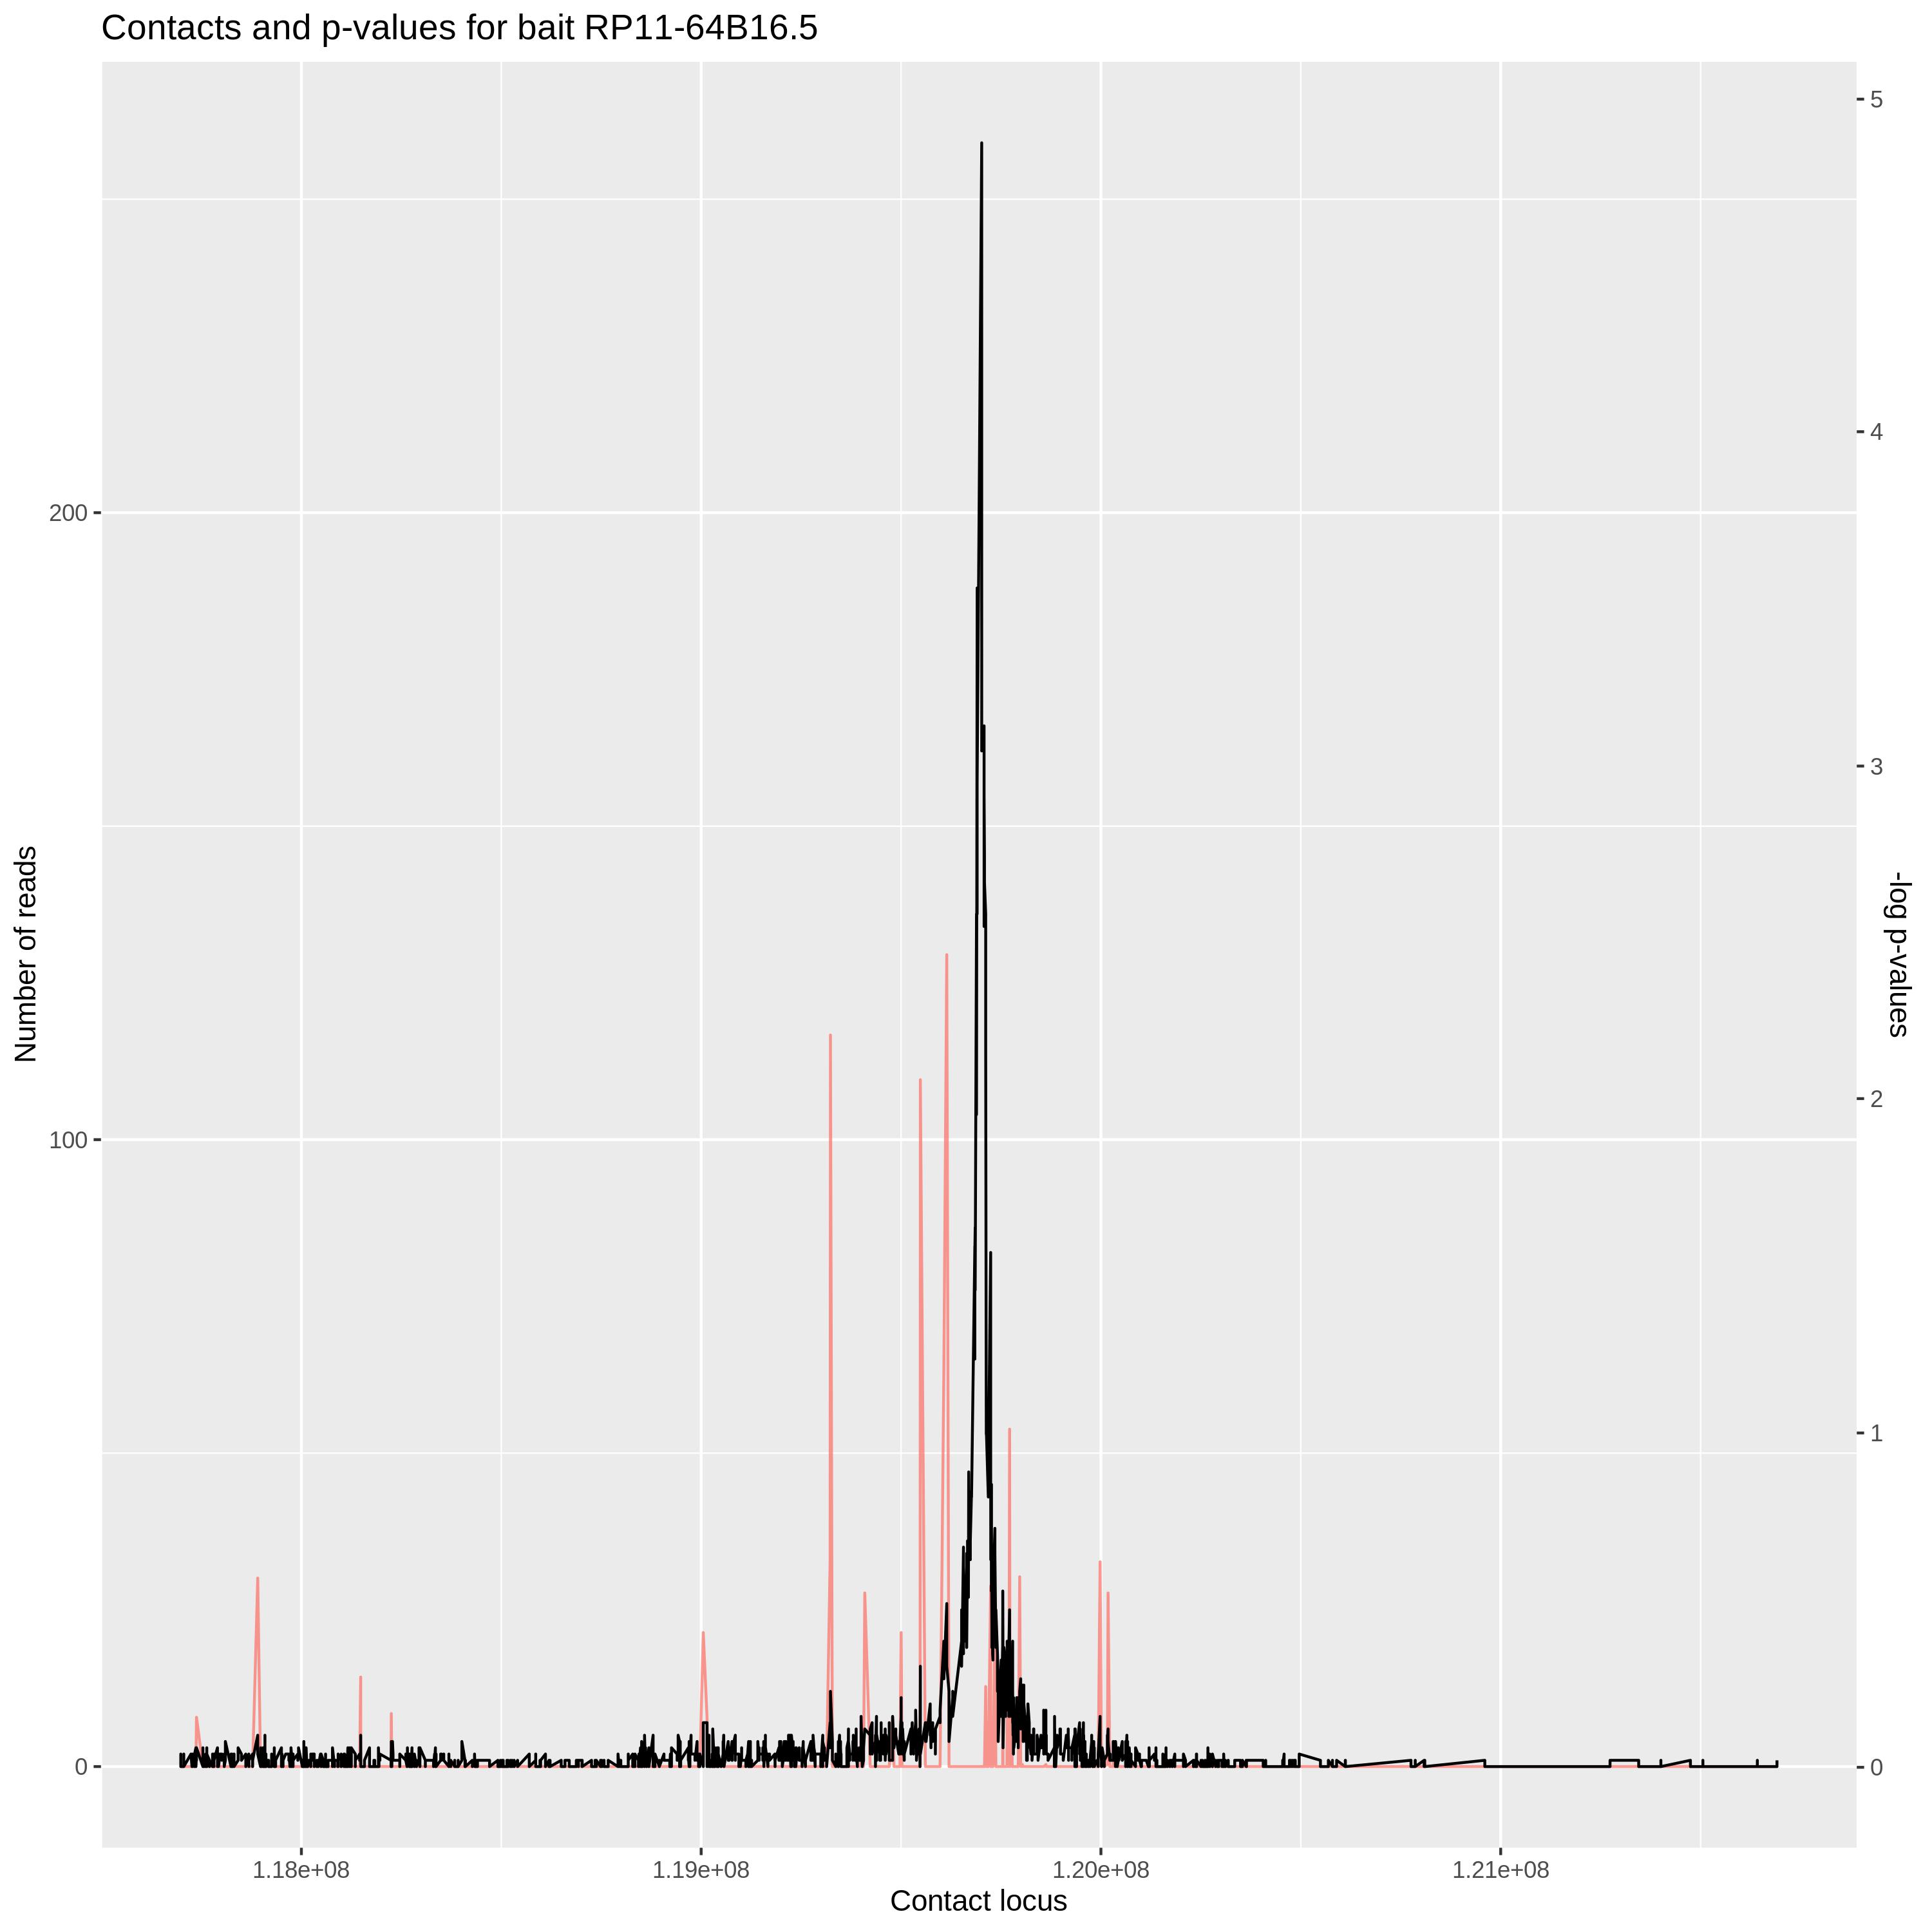 Contacts and p-values for bait RP11-64B16.5
Number of reads
200
100
0
5
4
3
2
1
0
-log p-values
1.18e+08 1.19e+08 1.20e+08 1.21e+08
Contact locus